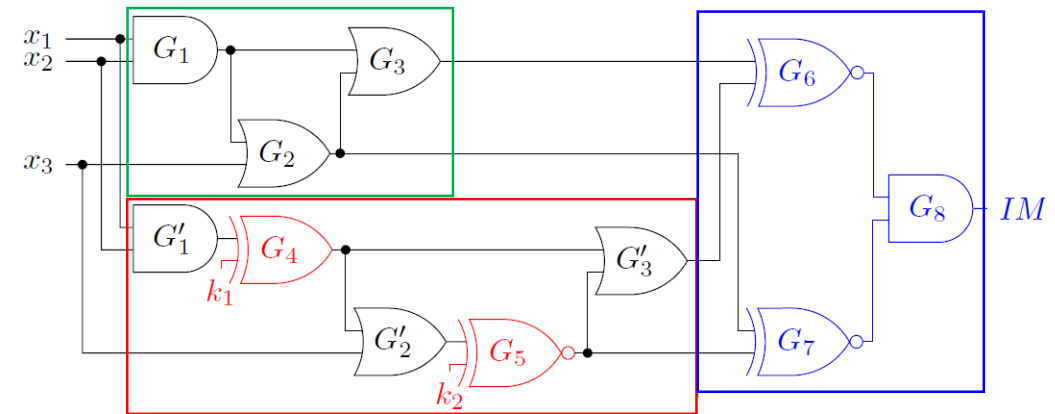 x₁
x₂
x₃
G₁
G₂
G₃
G′₁
G₄
k₁
G′₂
G₅
k₂
G′₃
G₆
G₇
G₈
IM